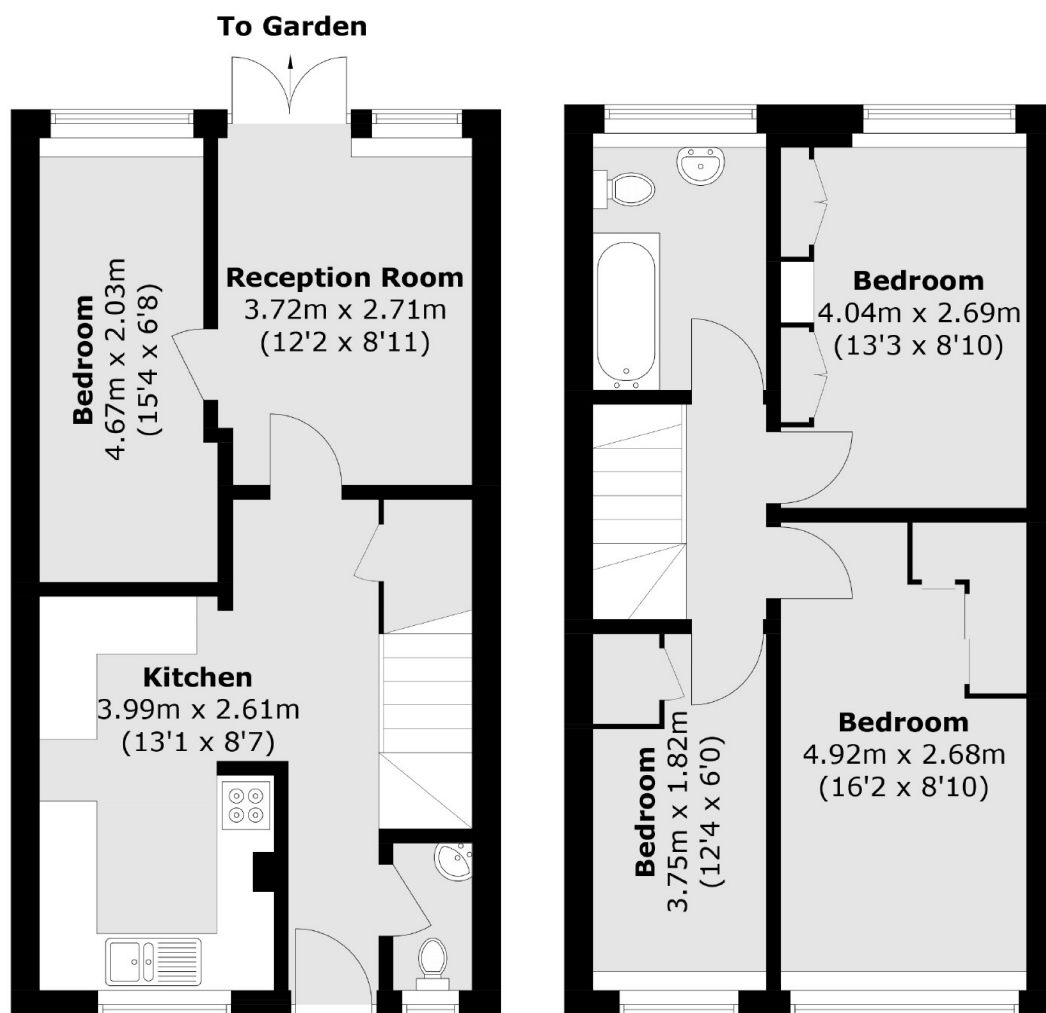 To Garden
Bedroom
4.67m x 2.03m
(15'4 x 6'8)
Reception Room
3.72m x 2.71m
(12'2 x 8'11)
Kitchen
3.99m x 2.61m
(13'1 x 8'7)
Bedroom
4.04m x 2.69m
(13'3 x 8'10)
Bedroom
3.75m x 1.82m
(12'4 x 6'0)
Bedroom
4.92m x 2.68m
(16'2 x 8'10)